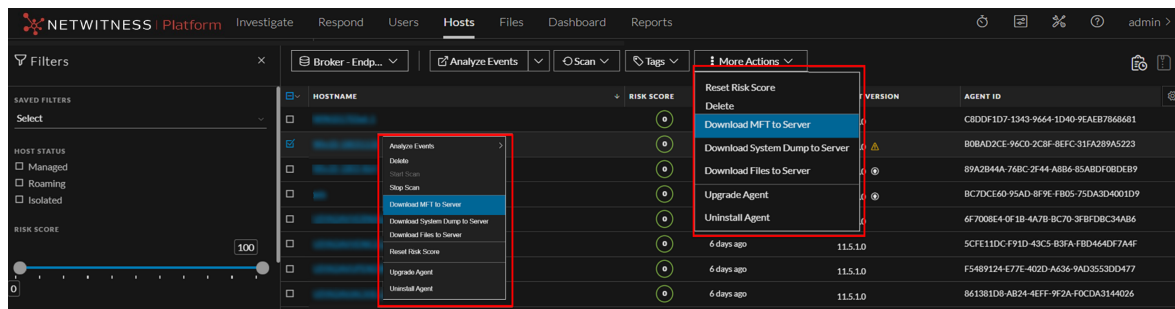 NETWITNESS | Platform Investigate Respond Users Hosts Files Dashboard Reports admin >
Filters × Broker - Endp... Analyze Events Scan Tags More Actions
SAVED FILTERS
Select
HOST STATUS
Managed
Roaming
Isolated
RISK SCORE
100
0
HOSTNAME RISK SCORE VERSION AGENT ID
0 C8DDF1D7-1343-9664-1D40-9EAEB7868681
0 B0BAD2CE-96C0-2C8F-8EFC-31FA289A5223
0 89A2B44A-76BC-2F44-A8B6-85ABDF0BDEB9
0 BC7DCE60-95AD-8F9E-FB05-75DA3D4001D9
0 6F7008E4-0F1B-4A7B-BC70-3FBFDBC34AB6
0 6 days ago 11.5.1.0 5CFE11DC-F91D-43C5-B3FA-FBD464DF7A4F
0 6 days ago 11.5.1.0 F5489124-E77E-402D-A636-9AD3553DD477
0 6 days ago 11.5.1.0 861381D8-AB24-4EFF-9F2A-F0CDA3144026
Analyze Events >
Delete
Start Scan
Stop Scan
Download MFT to Server
Download System Dump to Server
Download Files to Server
Reset Risk Score
Upgrade Agent
Uninstall Agent
Reset Risk Score
Delete
Download MFT to Server
Download System Dump to Server
Download Files to Server
Upgrade Agent
Uninstall Agent